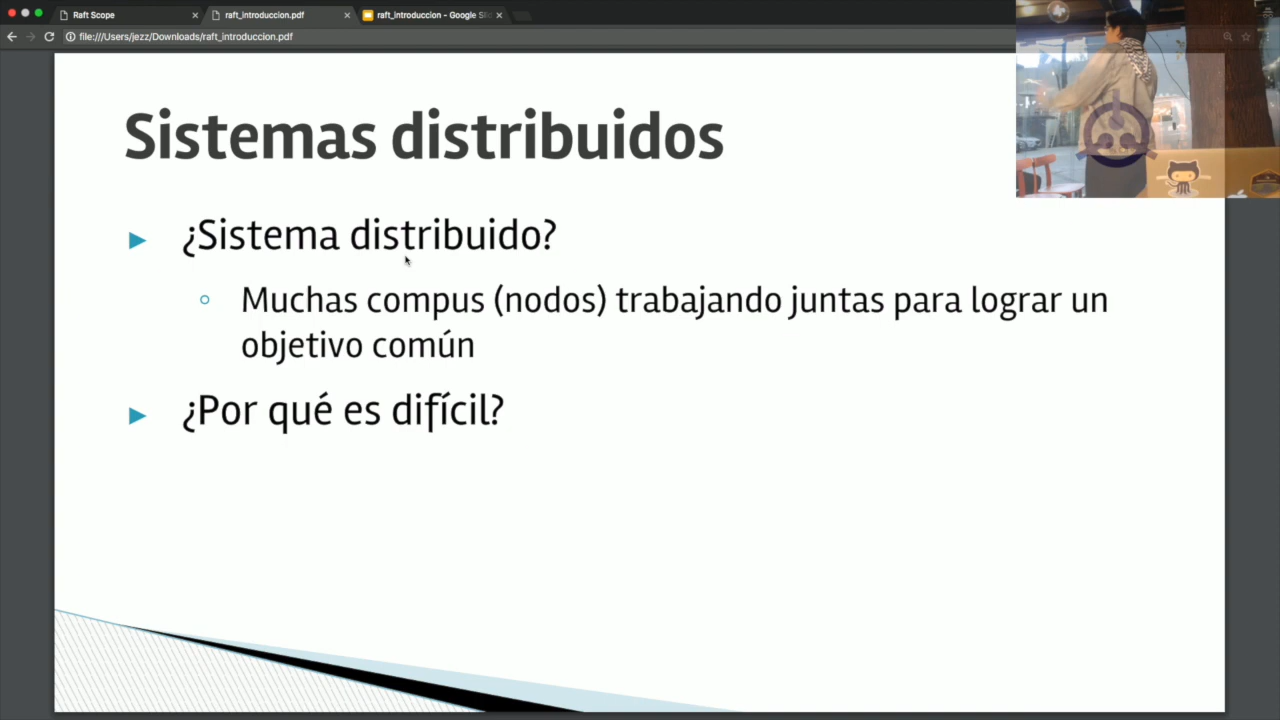 Raft Scope
raft_introduccion.pdf
raft_introduccion - Google Sli
file:///Users/jezz/Downloads/raft_introduccion.pdf
Sistemas distribuidos
¿Sistema distribuido?
Muchas compus (nodos) trabajando juntas para lograr un
objetivo común
¿Por qué es difícil?